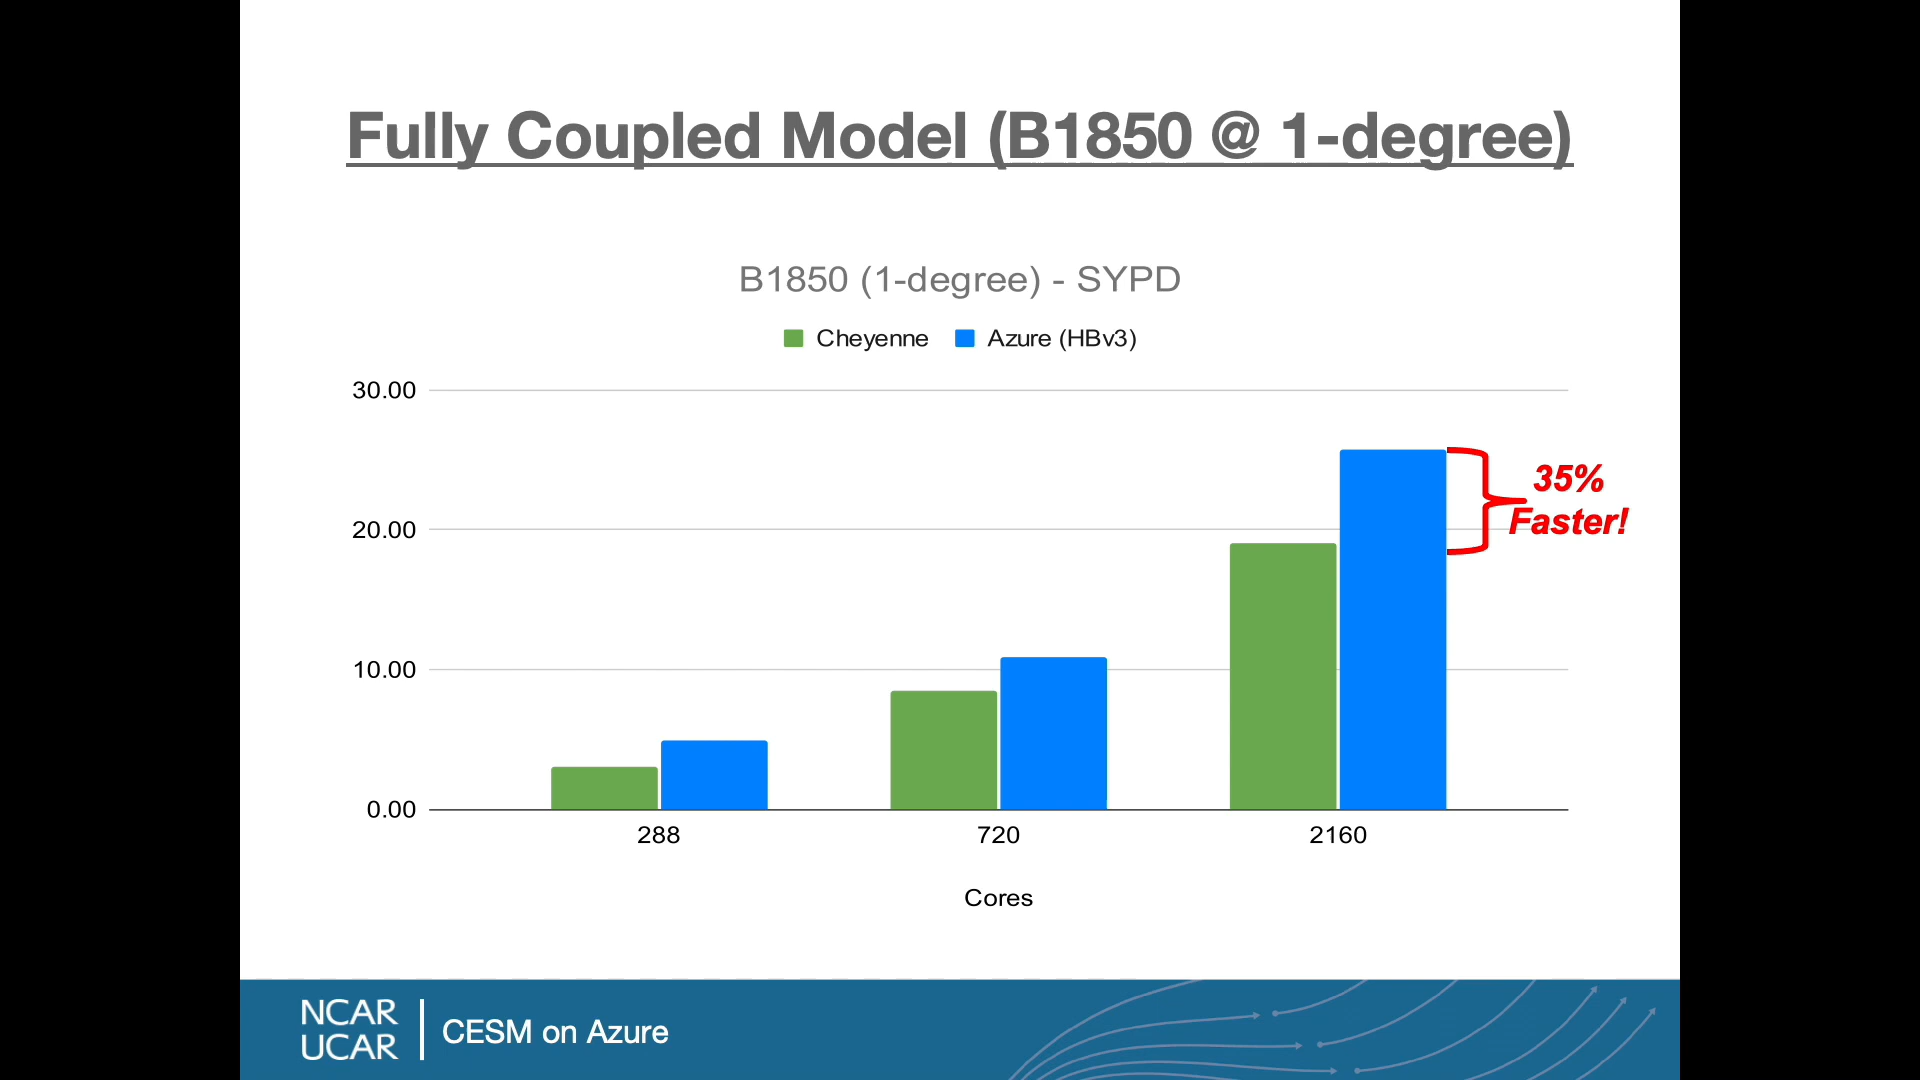 Fully Coupled Model (B1850 @ 1-degree)
B1850 (1-degree) - SYPD
Cheyenne
Azure (HBv3)
30.00
20.00
10.00
0.00
35%
Faster!
288
720
2160
Cores
NCAR
UCAR
CESM on Azure